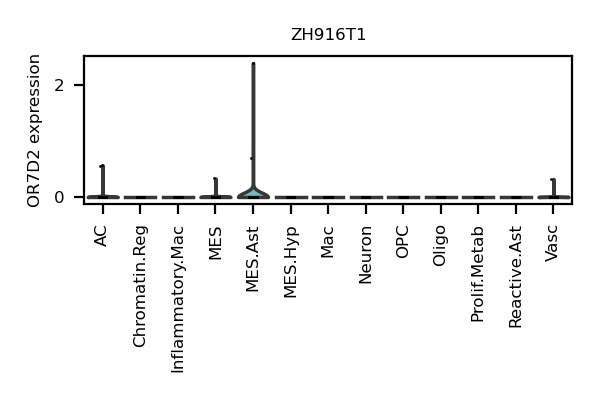 ZH916T1
OR7D2 expression
2
0
AC
Chromatin.Reg
Inflammatory.Mac
MES
MES.Ast
MES.Hyp
Mac
Neuron
OPC
Oligo
Prolif.Metab
Reactive.Ast
Vasc